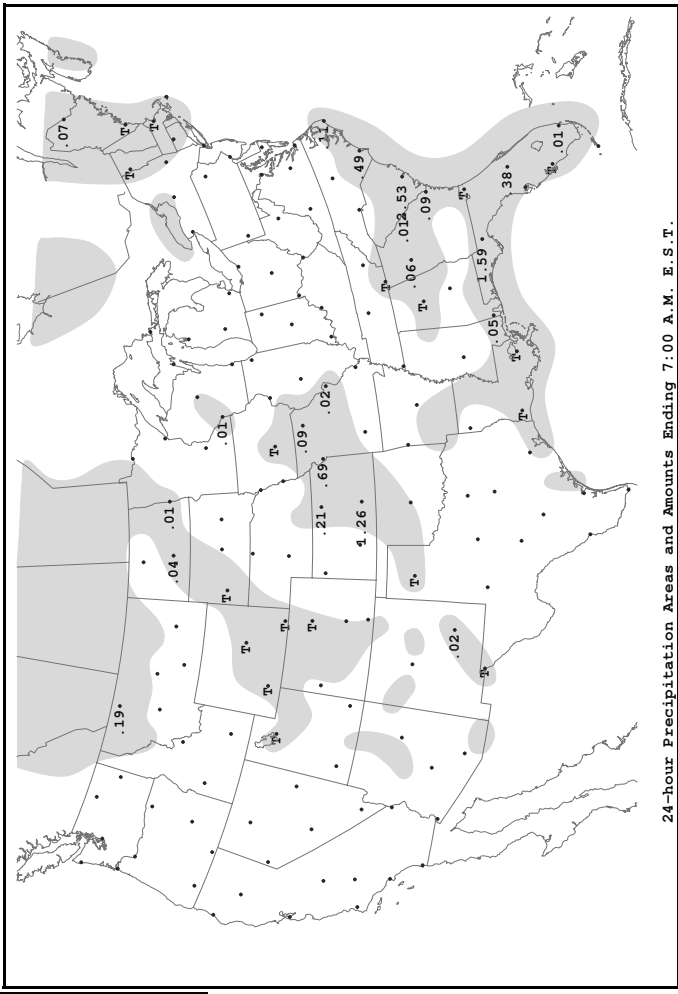 .07
.19
T
T
T
.01
.04
.01
T
T
T
T
T
T
.09
T
.21
.69
.02
.49
1.26
T
.01 2.53
.06
T
T
.09
.02
T
1.59
T
.05
.38
T
T
T
.01
24-hour Precipitation Areas and Amounts Ending 7:00 A.M. E.S.T.